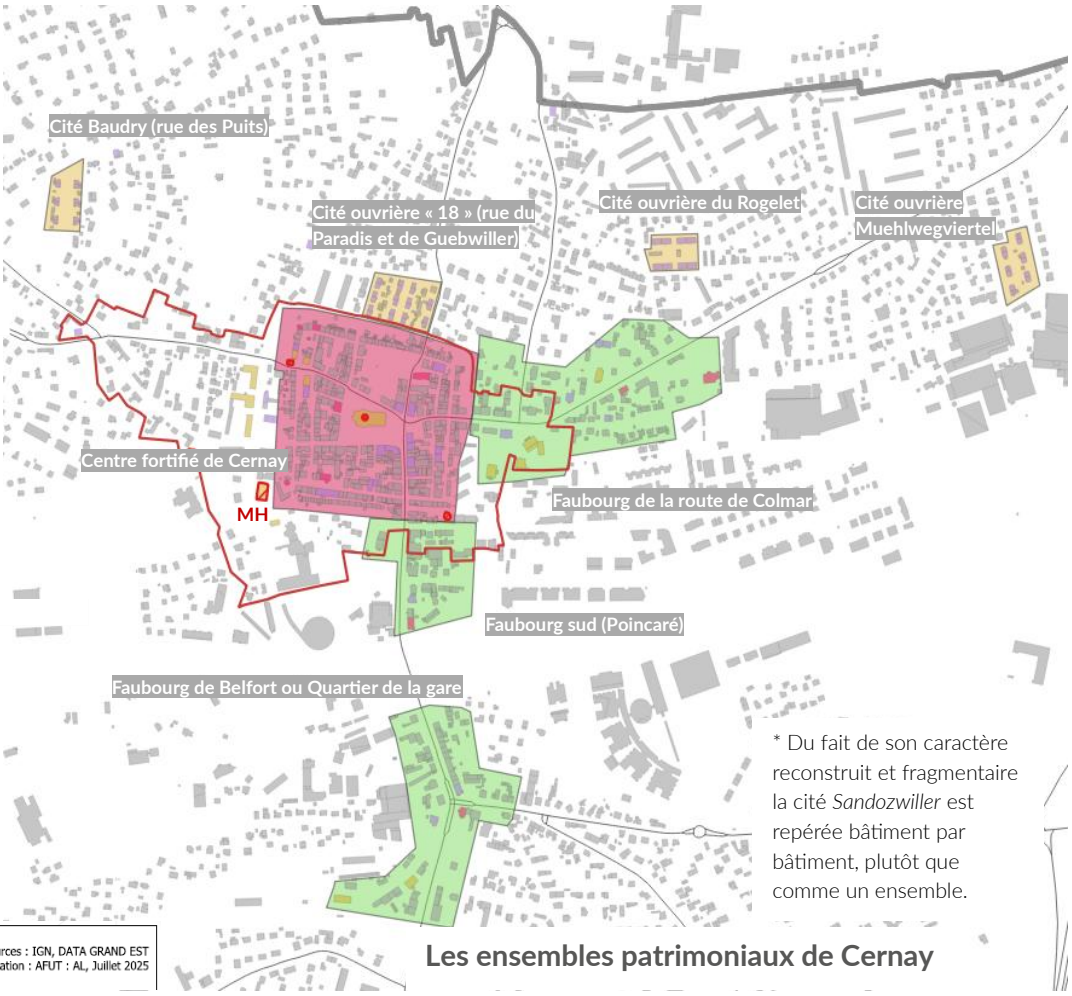 Cité Baudry (rue des Puits)
Cité ouvrière « 18 » (rue du
Paradis et de Guebwiller)
Cité ouvrière du Rogelet
Cité ouvrière
Muehlwegviertel
Centre fortifié de Cernay
MH
Faubourg de la route de Colmar
Faubourg sud (Poincaré)
Faubourg de Belfort ou Quartier de la gare
* Du fait de son caractère
reconstruit et fragmentaire
la cité Sandozwiller est
repérée bâtiment par
bâtiment, plutôt que
comme un ensemble.
rces : IGN, DATA GRAND EST
ation : AFUT : AL, Juillet 2025
Les ensembles patrimoniaux de Cernay